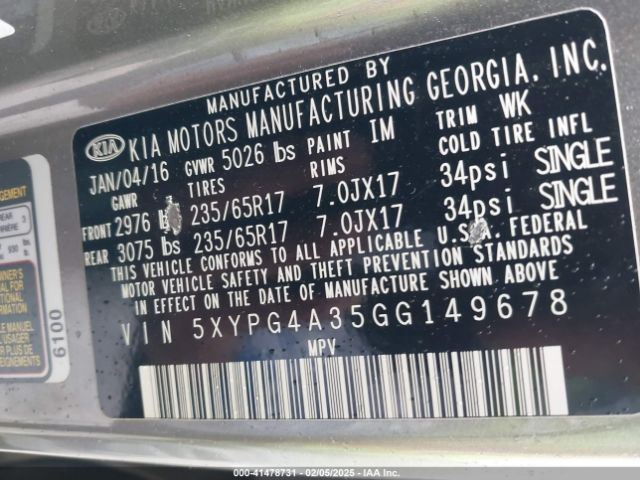 MANUFACTURED BY
KIA KIA MOTORS MANUFACTURING GEORGIA, INC.
JAN/04/16 GVWR 5026 lbs PAINT IM TRIM WK
GAWR TIRES RIMS COLD TIRE INFL
FRONT 2976 lb 235/65R17 7.0JX17 34psi SINGLE
REAR 3075 lbs 235/65R17 7.0JX17 34psi SINGLE
THIS VEHICLE CONFORMS TO ALL APPLICABLE U.S. FEDERAL
MOTOR VEHICLE SAFETY AND THEFT PREVENTION STANDARDS
IN EFFECT ON THE DATE OF MANUFACTURE SHOWN ABOVE
VIN 5XYPG4A35GG149678
MPV
6100
000-41478731 - 02/05/2025 - IAA Inc.